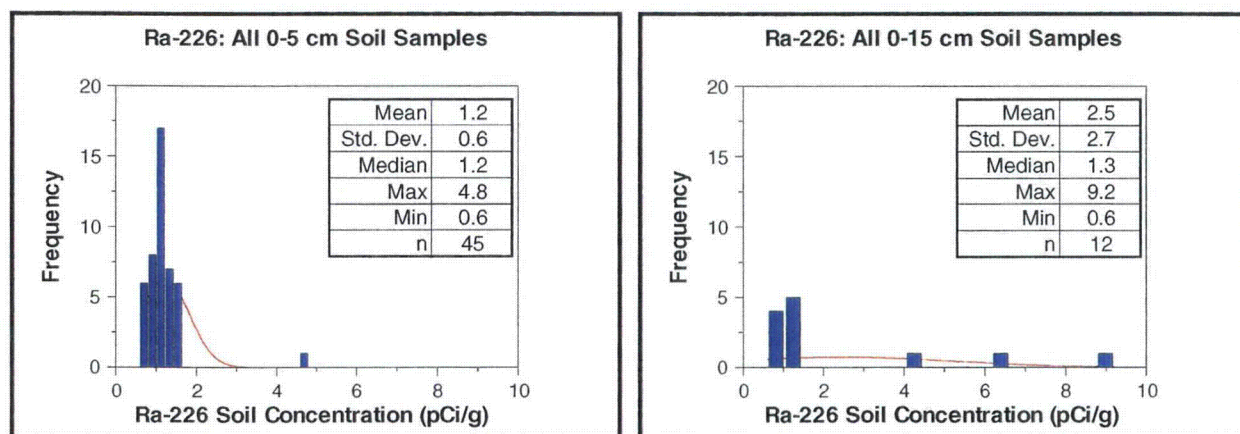 Ra-226: All 0-5 cm Soil Samples
20
15
10
5
0
Frequency
Mean 1.2
Std. Dev. 0.6
Median 1.2
Max 4.8
Min 0.6
n 45
0 2 4 6 8 10
Ra-226 Soil Concentration (pCi/g)
Ra-226: All 0-15 cm Soil Samples
20
15
10
5
0
Frequency
Mean 2.5
Std. Dev. 2.7
Median 1.3
Max 9.2
Min 0.6
n 12
0 2 4 6 8 10
Ra-226 Soil Concentration (pCi/g)